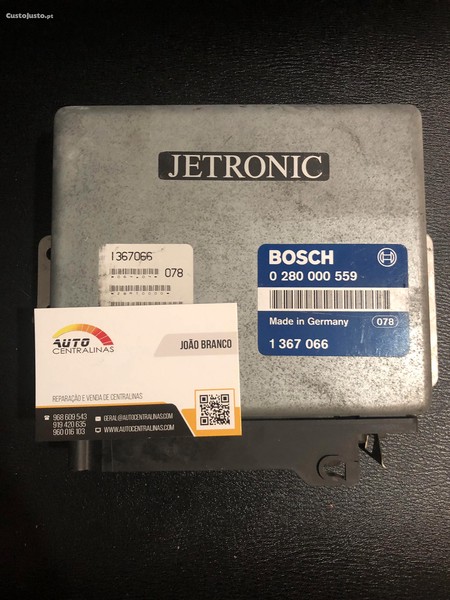 CustoJusto.pt
JETRONIC
1367066
078
BOSCH
0 280 000 559
Made in Germany
078
1 367 066
AUTO
CENTRALINAS
JOÃO BRANCO
REPARAÇÃO E VENDA DE CENTRALINAS
968 609 543
919 420 635
960 016 103
GERAL@AUTOCENTRALINAS.COM
WWW.AUTOCENTRALINAS.COM